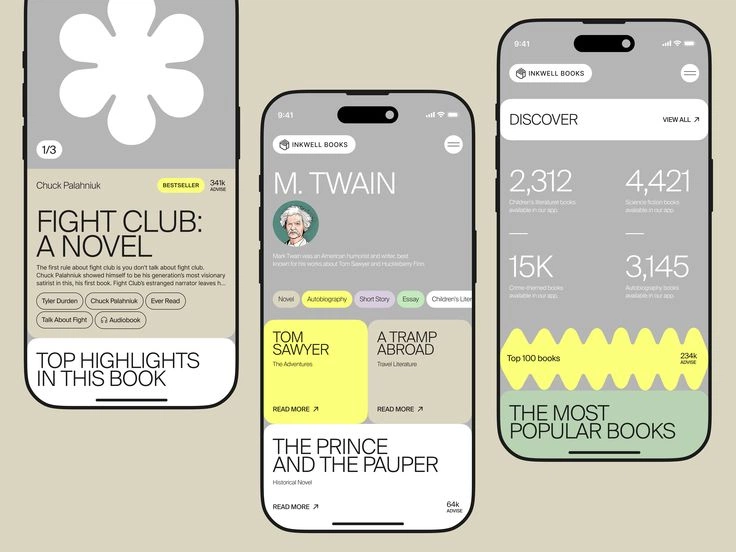 1/3
Chuck Palahniuk
BESTSELLER
341k
ADVISE
FIGHT CLUB:
A NOVEL
The first rule about fight club is you don't talk about fight club.
Chuck Palahniuk showed himself to be his generation's most visionary
satirist in this, his first book. Fight Club's estranged narrator leaves h...
Tyler Durden
Chuck Palahniuk
Ever Read
Talk About Fight
Audiobook
TOP HIGHLIGHTS
IN THIS BOOK
9:41
INKWELL BOOKS
M. TWAIN
Mark Twain was an American humorist and writer, best
known for his works about Tom Sawyer and Huckleberry Finn
Novel
Autobiography
Short Story
Essay
Children's Liter
TOM
SAWYER
The Adventures
READ MORE
A TRAMP
ABROAD
Travel Literature
READ MORE
THE PRINCE
AND THE PAUPER
Historical Novel
READ MORE
64k
ADVISE
9:41
INKWELL BOOKS
DISCOVER
VIEW ALL
2,312
Children's literature books
available in our app.
4,421
Science fiction books
available in our app.
15K
Crime-themed books
available in our app.
3,145
Autobiography books
available in our app.
Top 100 books
234k
ADVISE
THE MOST
POPULAR BOOKS